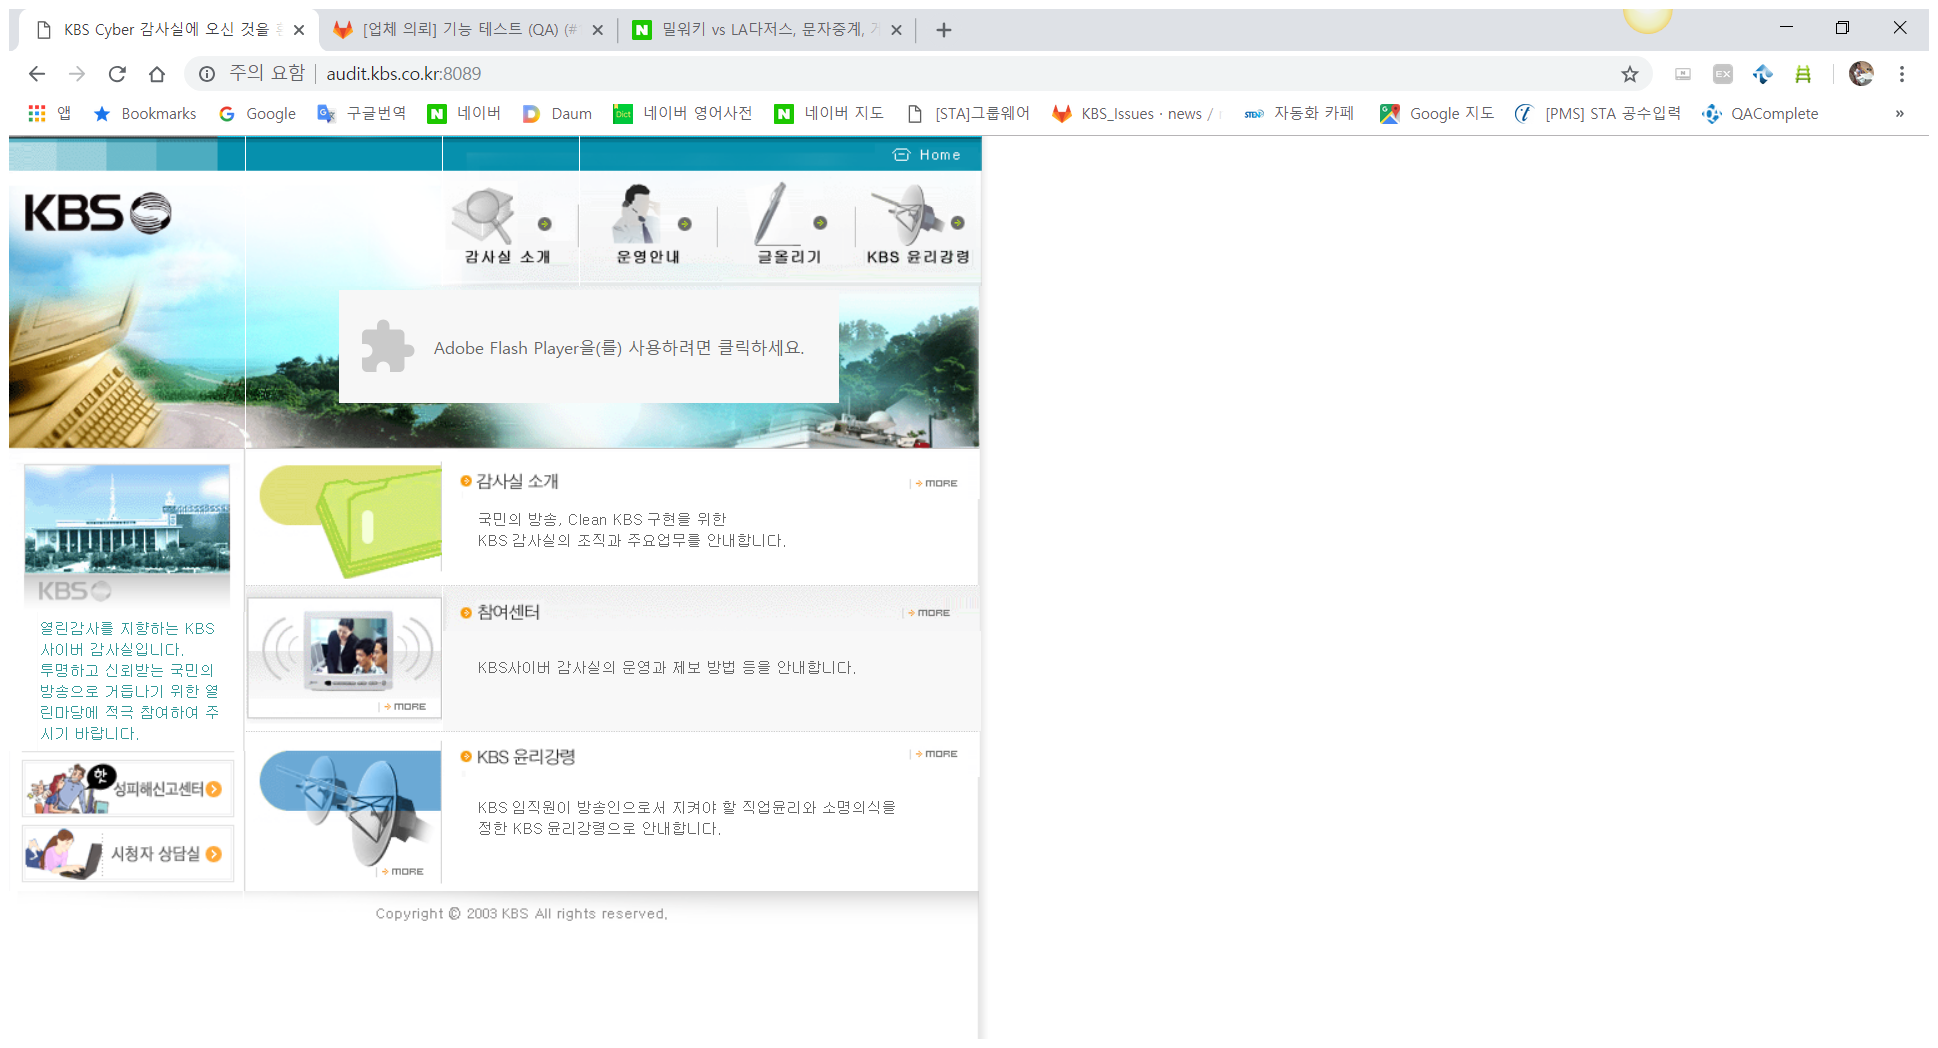 KBS Cyber 감사실에 오신 것을
[업체 의뢰] 기능 테스트 (QA) (#
밀워키 vs LA다저스, 문자중계,
주의 요함 | audit.kbs.co.kr:8089
앱 Bookmarks Google 구글번역 네이버 Daum 네이버 영어사전 네이버 지도 [STA]그룹웨어 KBS_Issues · news / 자동화 카페 Google 지도 [PMS] STA 공수입력 QAComplete »
Home
KBS
감사실 소개 운영안내 글올리기 KBS 윤리강령
Adobe Flash Player을(를) 사용하려면 클릭하세요.
KBS
열린감사를 지향하는 KBS
사이버 감사실입니다.
투명하고 신뢰받는 국민의
방송으로 거듭나기 위한 열
린마당에 적극 참여하여 주
시기 바랍니다.
핫
성피해신고센터
시청자 상담실
감사실 소개 MORE
국민의 방송, Clean KBS 구현을 위한
KBS 감사실의 조직과 주요업무를 안내합니다.
참여센터 MORE
KBS사이버 감사실의 운영과 제보 방법 등을 안내합니다.
MORE
KBS 윤리강령 MORE
KBS 임직원이 방송인으로서 지켜야 할 직업윤리와 소명의식을
정한 KBS 윤리강령으로 안내합니다.
MORE
Copyright © 2003 KBS All rights reserved.